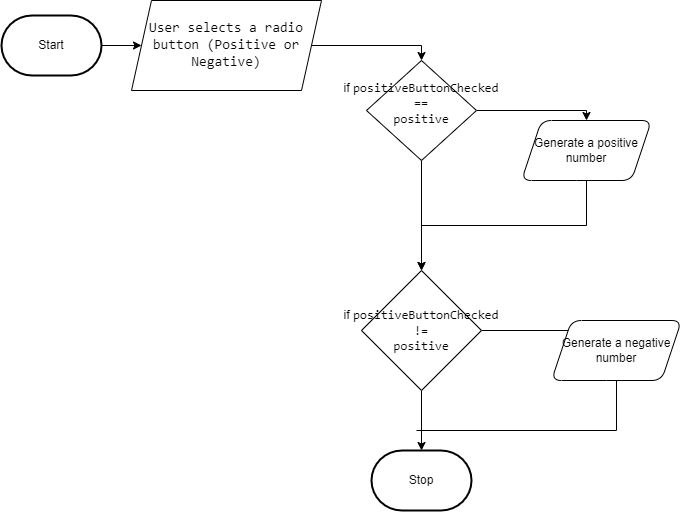 Start
User selects a radio
button (Positive or
Negative)
if positiveButtonChecked
==
positive
Generate a positive
number
if positiveButtonChecked
!=
positive
Generate a negative
number
Stop